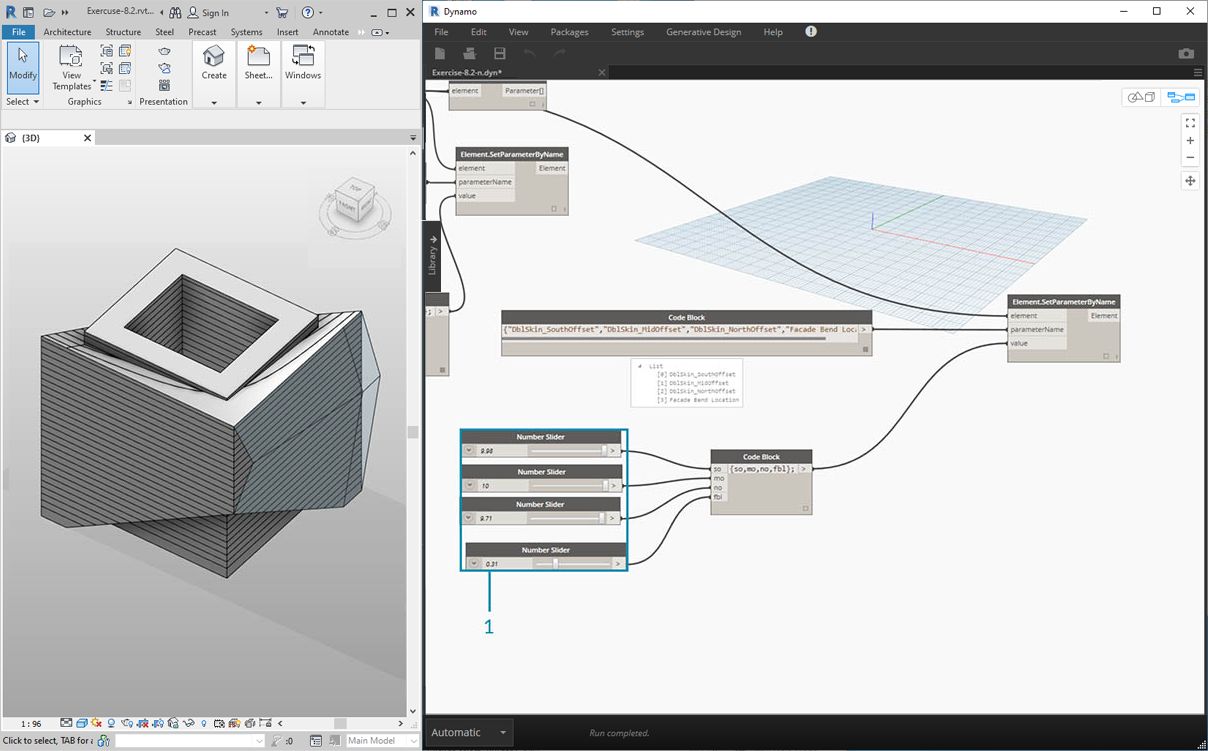 Exercuse-8.2.rvt...
Sign In
File
Architecture
Structure
Steel
Precast
Systems
Insert
Annotate
Modify
View
Templates
Create
Sheet...
Windows
Select
Graphics
Presentation
{3D}
TOP
FRONT
1 : 96
Click to select, TAB for a
:0
Main Model
Dynamo
File
Edit
View
Packages
Settings
Generative Design
Help
Exercise-8.2-n.dyn*
Library
element
Parameter[]
Element.SetParameterByName
element
Element
parameterName
value
; >
Code Block
{"DblSkin_SouthOffset","DblSkin_MidOffset","DblSkin_NorthOffset","Facade Bend Loc
>
List
[0] DblSkin_SouthOffset
[1] DblSkin_MidOffset
[2] DblSkin_NorthOffset
[3] Facade Bend Location
Element.SetParameterByName
element
Element
parameterName
value
Number Slider
9.98
>
Number Slider
10
>
Number Slider
9.71
>
Number Slider
0.31
>
Code Block
so
{so,mo,no,fbl};
>
mo
no
fbl
1
Automatic
Run completed.